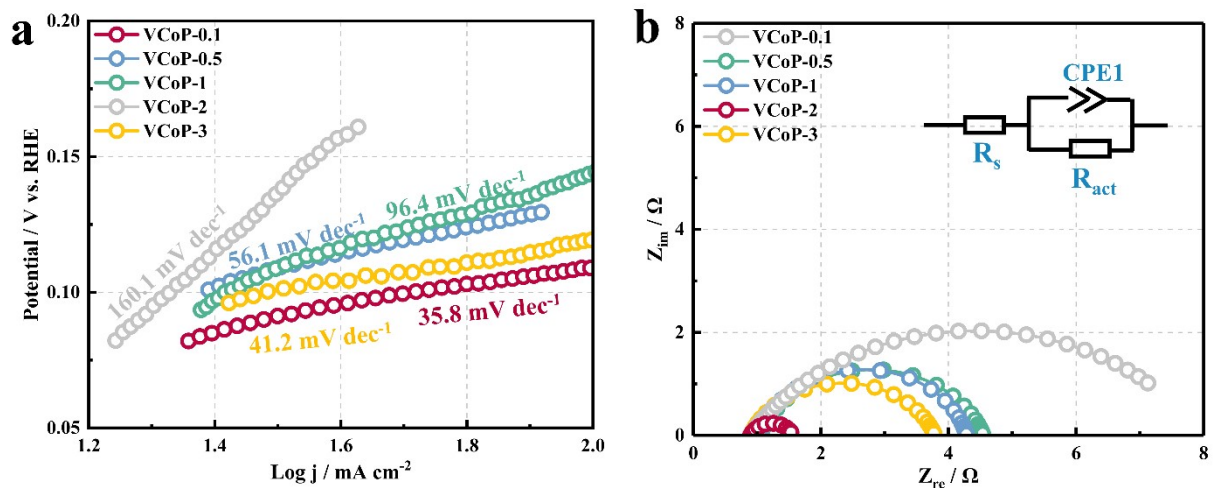 a
VCoP-0.1
VCoP-0.5
VCoP-1
VCoP-2
VCoP-3
160.1 mV dec⁻¹
56.1 mV dec⁻¹
96.4 mV dec⁻¹
41.2 mV dec⁻¹
35.8 mV dec⁻¹
0.20
0.15
0.10
0.05
Potential / V vs. RHE
1.2 1.4 1.6 1.8 2.0
Log j / mA cm⁻²
b
VCoP-0.1
VCoP-0.5
VCoP-1
VCoP-2
VCoP-3
CPE1
Rs
Ract
8
6
4
2
0
Zim / Ω
0 2 4 6 8
Zre / Ω